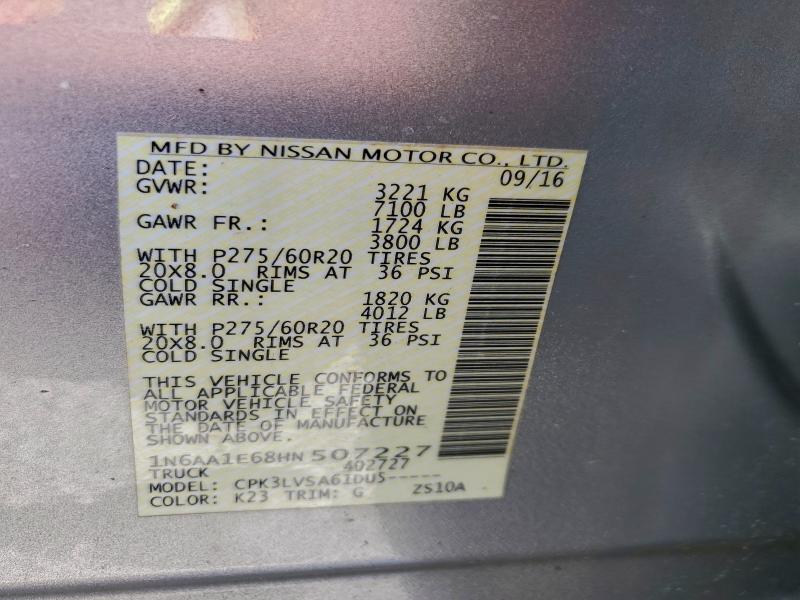 MFD BY NISSAN MOTOR CO., LTD.
DATE: 09/16
GVWR: 3221 KG
7100 LB
GAWR FR.: 1724 KG
3800 LB
WITH P275/60R20 TIRES
20X8.0 RIMS AT 36 PSI
COLD SINGLE
GAWR RR.: 1820 KG
4012 LB
WITH P275/60R20 TIRES
20X8.0 RIMS AT 36 PSI
COLD SINGLE
THIS VEHICLE CONFORMS TO
ALL APPLICABLE FEDERAL
MOTOR VEHICLE SAFETY
STANDARDS IN EFFECT ON
THE DATE OF MANUFACTURE
SHOWN ABOVE.
1N6AA1E68HN507227
TRUCK 402727
MODEL: CPK3LVSA61DUS-----
COLOR: K23 TRIM: G ZS10A